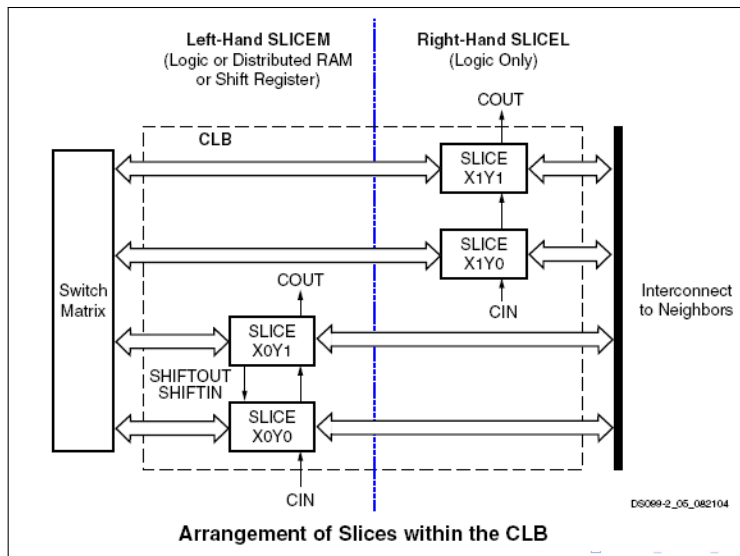 Left-Hand SLICEM
(Logic or Distributed RAM
or Shift Register)
Right-Hand SLICEL
(Logic Only)
COUT
CLB
SLICE
X1Y1
SLICE
X1Y0
Switch
Matrix
COUT
CIN
Interconnect
to Neighbors
SLICE
X0Y1
SHIFTOUT
SHIFTIN
SLICE
X0Y0
CIN
DS099-2_05_082104
Arrangement of Slices within the CLB